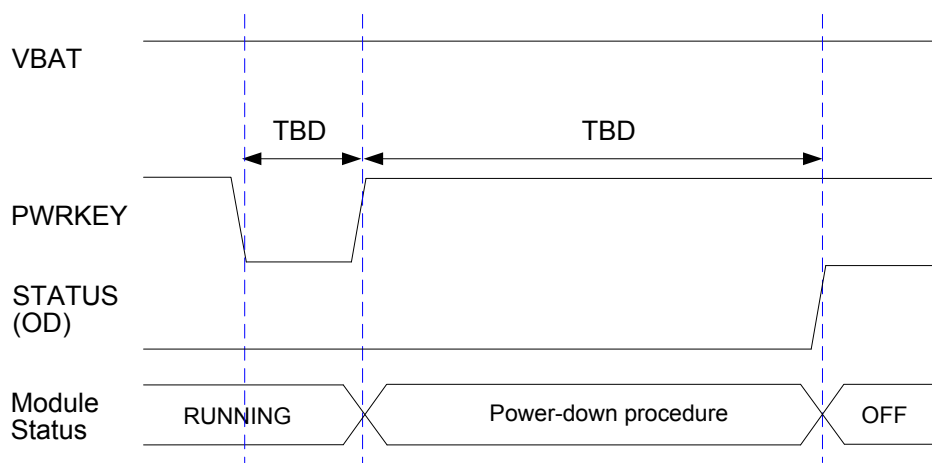 VBAT
TBD
TBD
PWRKEY
STATUS
(OD)
Module
Status
RUNNING
Power-down procedure
OFF